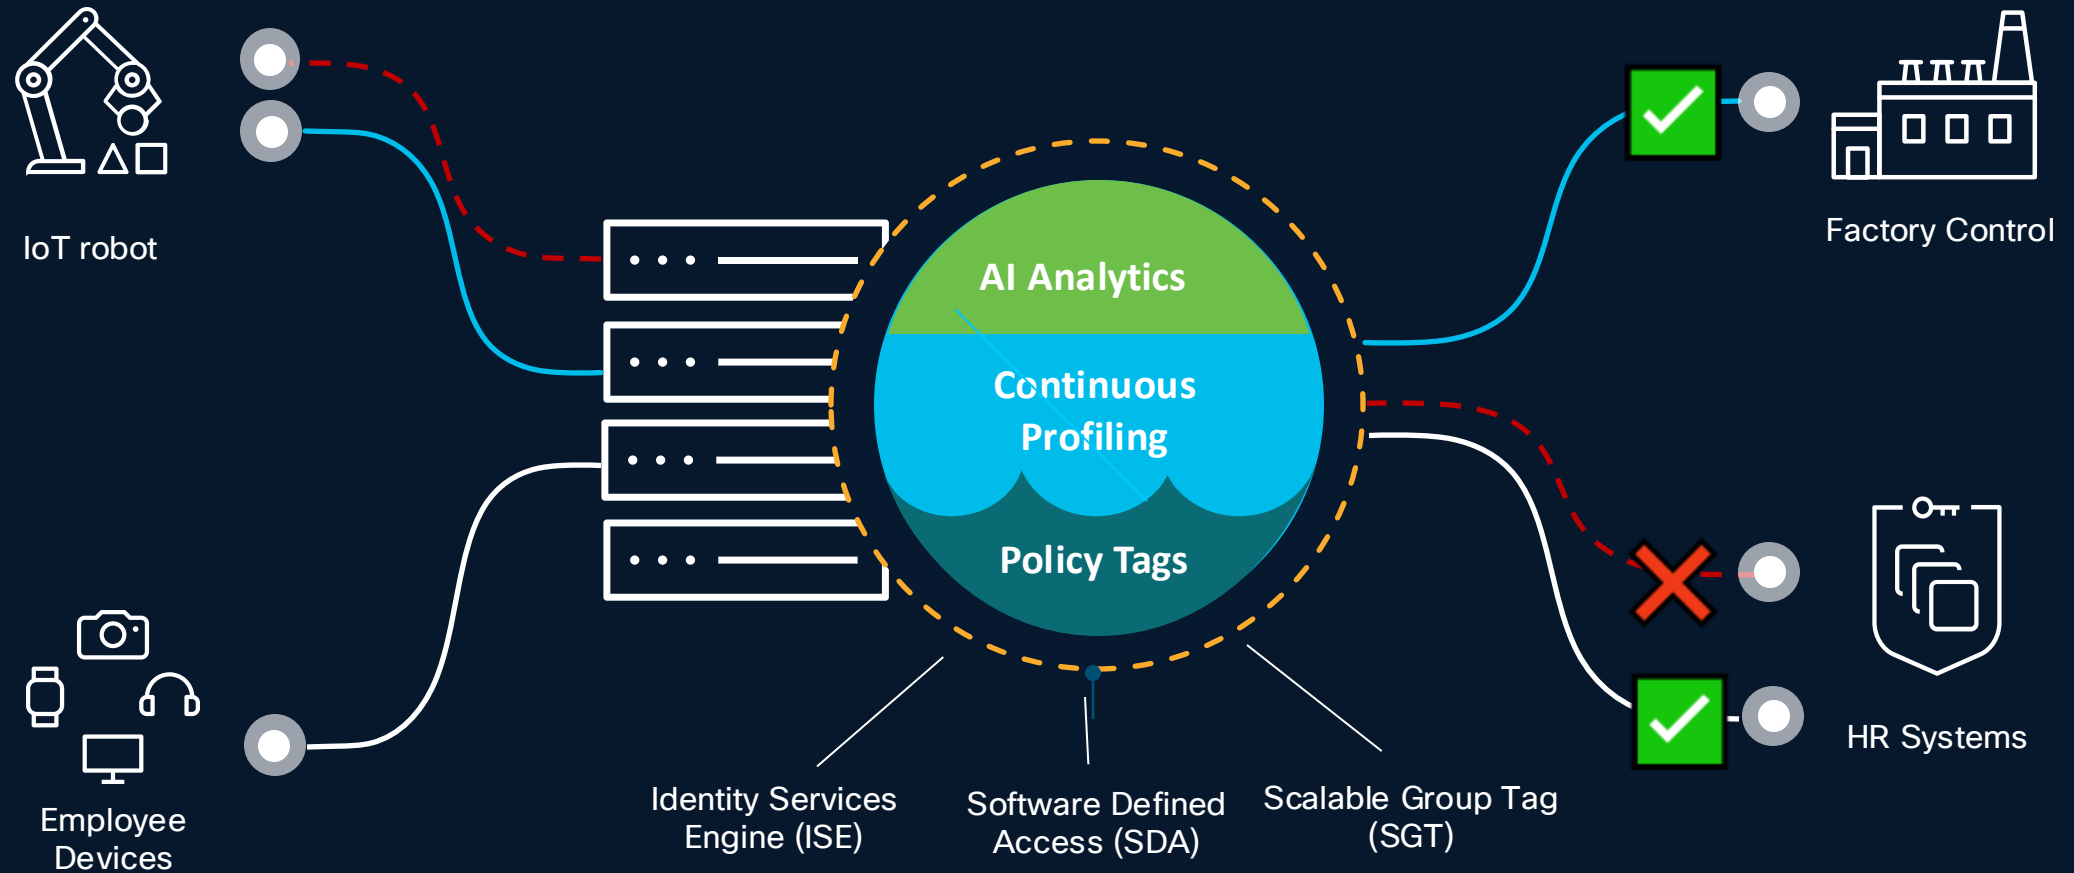 IoT robot
Factory Control
AI Analytics
Continuous
Profiling
Policy Tags
HR Systems
Employee
Devices
Identity Services
Engine (ISE)
Software Defined
Access (SDA)
Scalable Group Tag
(SGT)